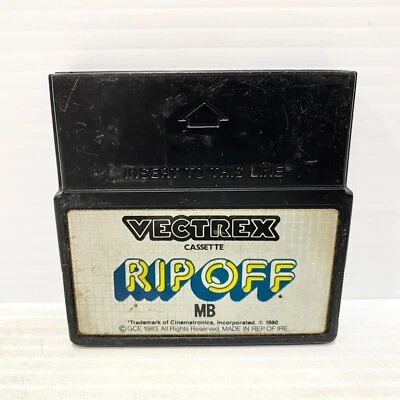 INSERT TO THIS LINE
VECTREX
CASSETTE
RIP OFF
MB
*Trademark of Cinematronics, Incorporated. © 1980
©GCE 1983. All Rights Reserved. MADE IN REP OF IRE.